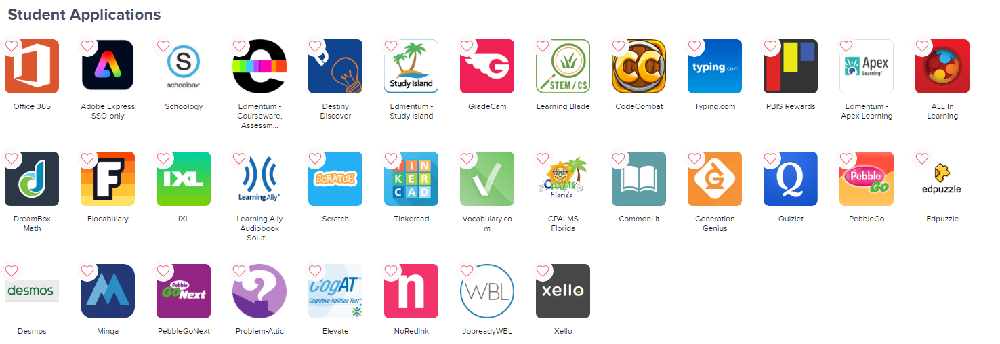 Student Applications
schoology
Study Island
G
STEM/CS
CC
typing.com
Apex
Learning
Office 365
Adobe Express
SSO-only
Schoology
Edmentum -
Courseware,
Assessm...
Destiny
Discover
Edmentum -
Study Island
GradeCam
Learning Blade
CodeCombat
Typing.com
PBIS Rewards
Edmentum -
Apex Learning
ALL In
Learning
d
F
IXL
Learning Ally
SCRATCH
TINKERCAD
CPALMS
Florida
G
Q
Pebble
Go
edpuzzle
DreamBox
Math
Flocabulary
IXL
Learning Ally
Audiobook
Soluti...
Scratch
Tinkercad
Vocabulary.co
m
CPALMS
Florida
CommonLit
Generation
Genius
Quizlet
PebbleGo
Edpuzzle
desmos
M
Pebble
GoNext
?
CogAT
Cognitive Abilities Test™
n
WBL
xello
Desmos
Minga
PebbleGoNext
Problem-Attic
Elevate
NoRedInk
JobreadyWBL
Xello